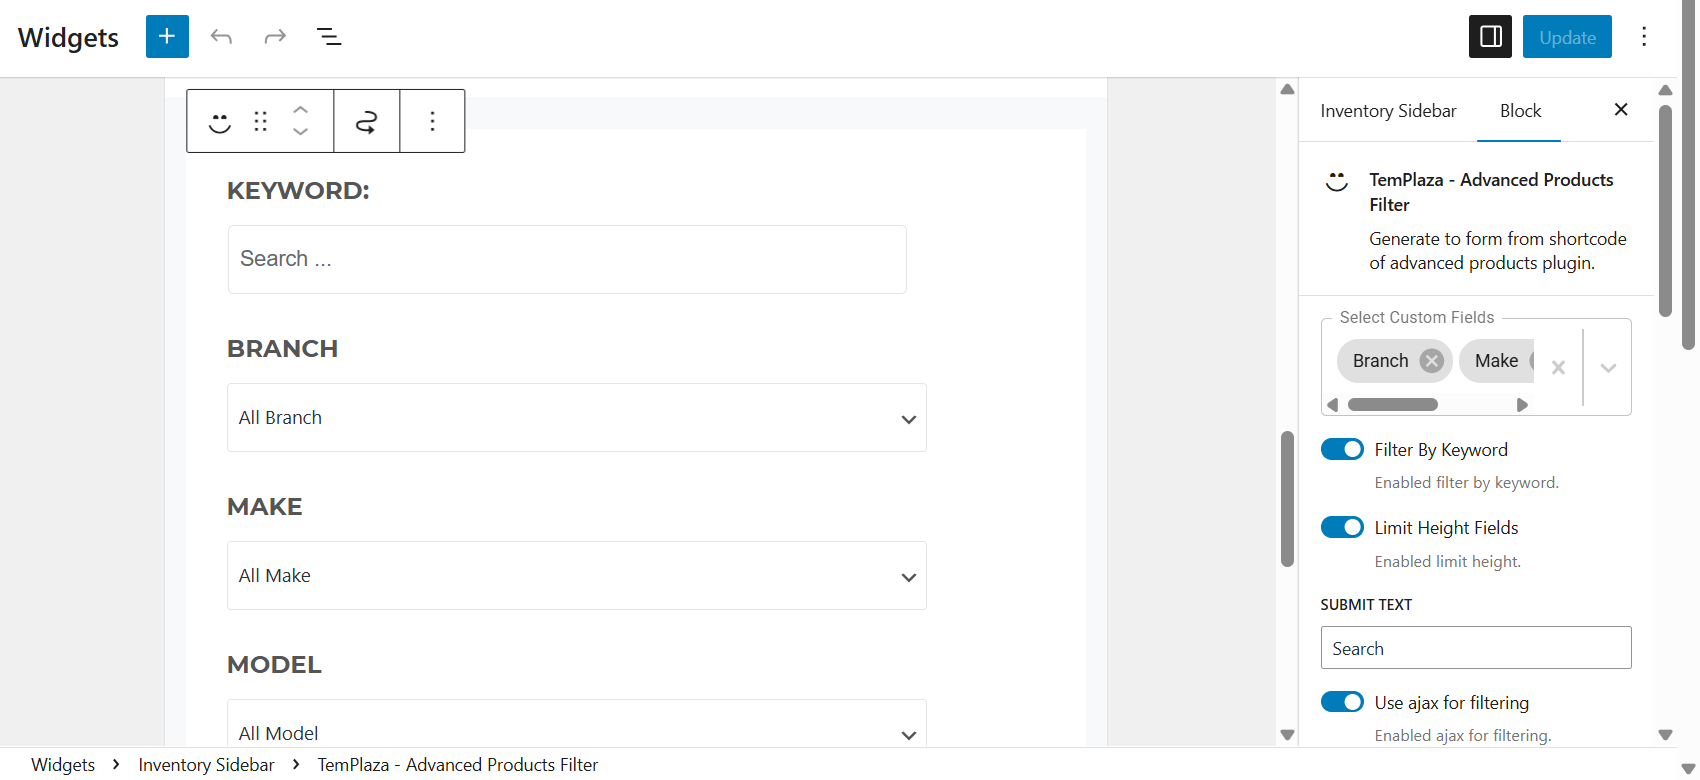 Widgets
Update
KEYWORD:
Search ...
BRANCH
All Branch
MAKE
All Make
MODEL
All Model
Inventory Sidebar
Block
TemPlaza - Advanced Products
Filter
Generate to form from shortcode
of advanced products plugin.
Select Custom Fields
Branch
Make
Filter By Keyword
Enabled filter by keyword.
Limit Height Fields
Enabled limit height.
SUBMIT TEXT
Search
Use ajax for filtering
Enabled ajax for filtering.
Widgets > Inventory Sidebar > TemPlaza - Advanced Products Filter